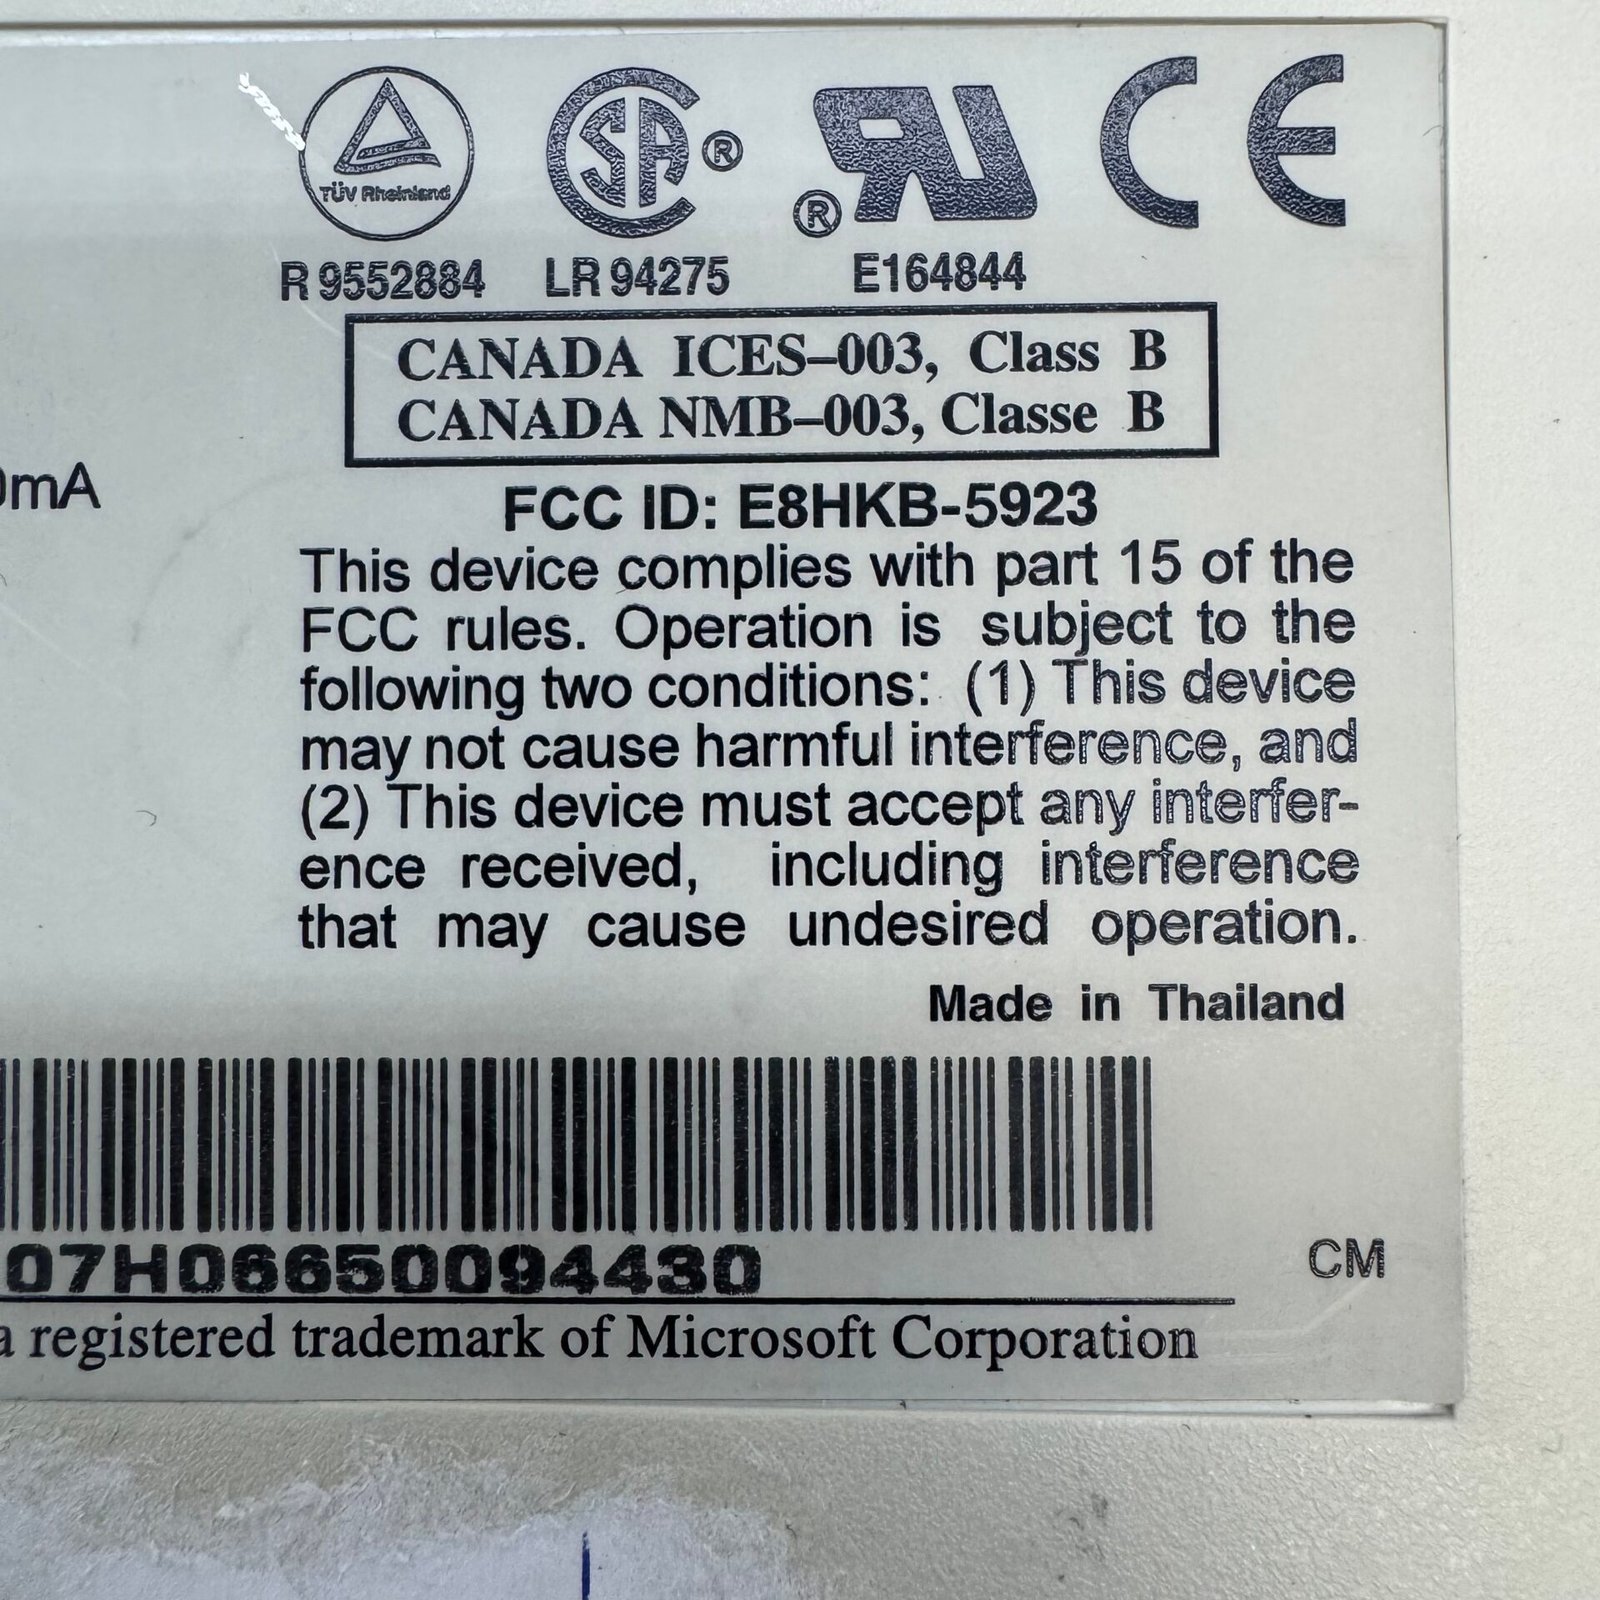 TÜV Rheinland
CSA ®
® RU
CE
R 9552884 LR 94275 E164844
CANADA ICES–003, Class B
CANADA NMB–003, Classe B
0mA
FCC ID: E8HKB-5923
This device complies with part 15 of the
FCC rules. Operation is subject to the
following two conditions: (1) This device
may not cause harmful interference, and
(2) This device must accept any interfer-
ence received, including interference
that may cause undesired operation.
Made in Thailand
07H06650094430
CM
a registered trademark of Microsoft Corporation